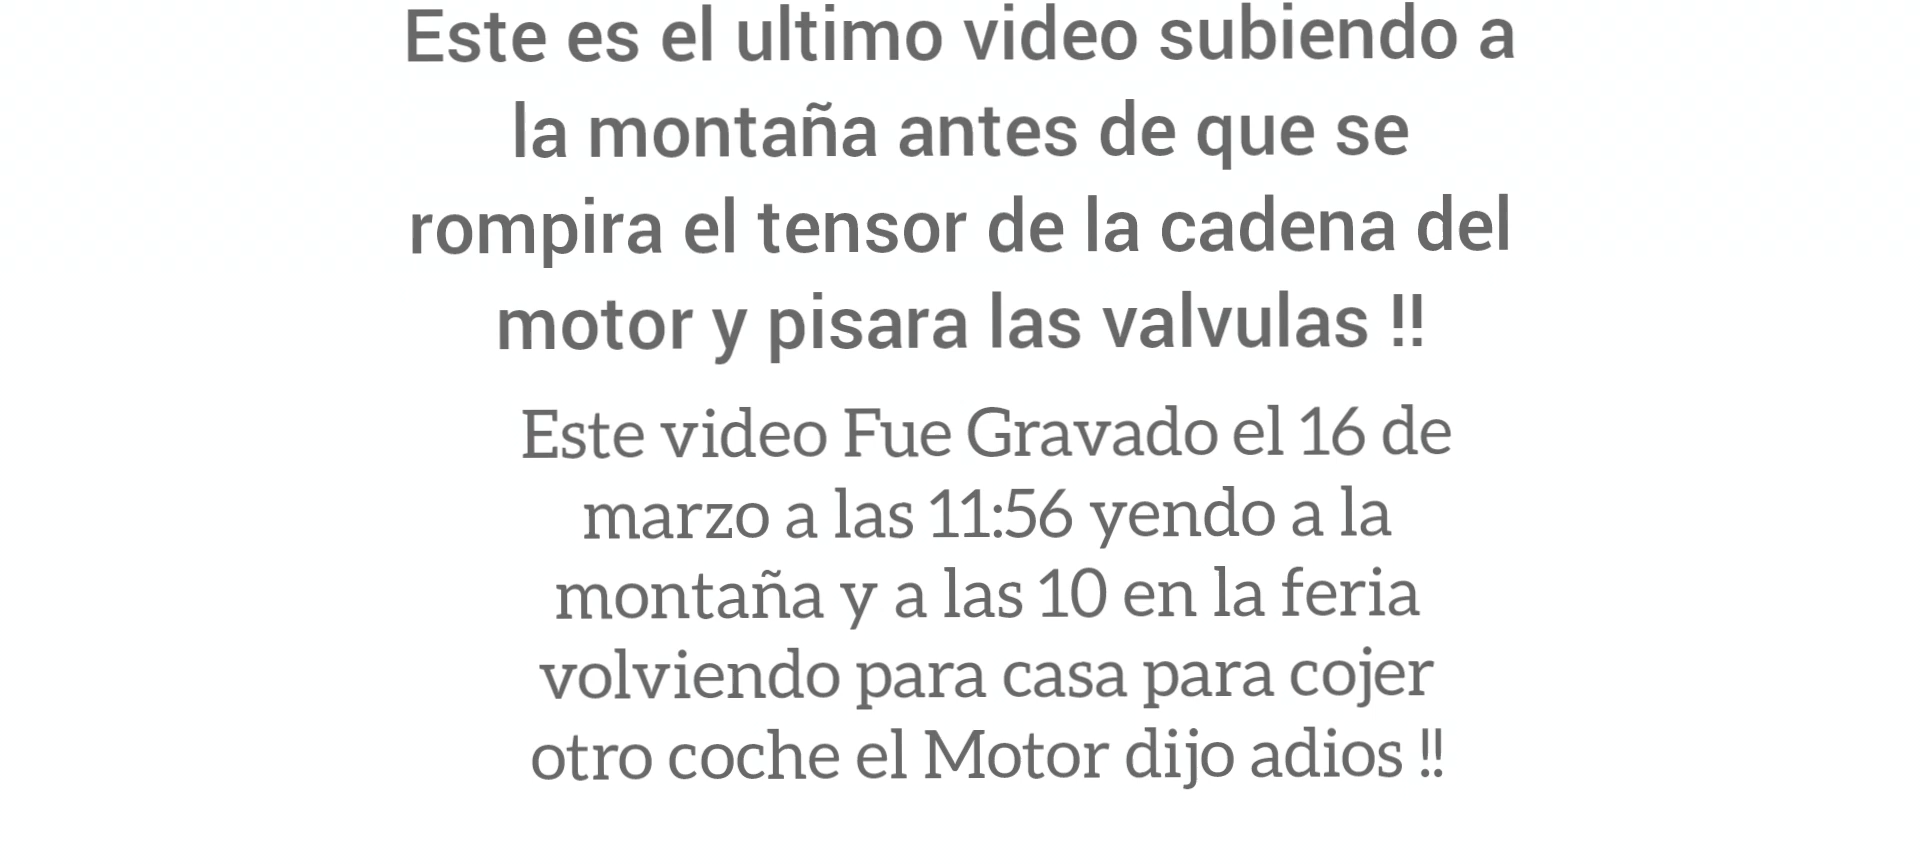 Este es el ultimo video subiendo a
la montaña antes de que se
rompira el tensor de la cadena del
motor y pisara las valvulas !!
Este video Fue Gravado el 16 de
marzo a las 11:56 yendo a la
montaña y a las 10 en la feria
volviendo para casa para cojer
otro coche el Motor dijo adios !!